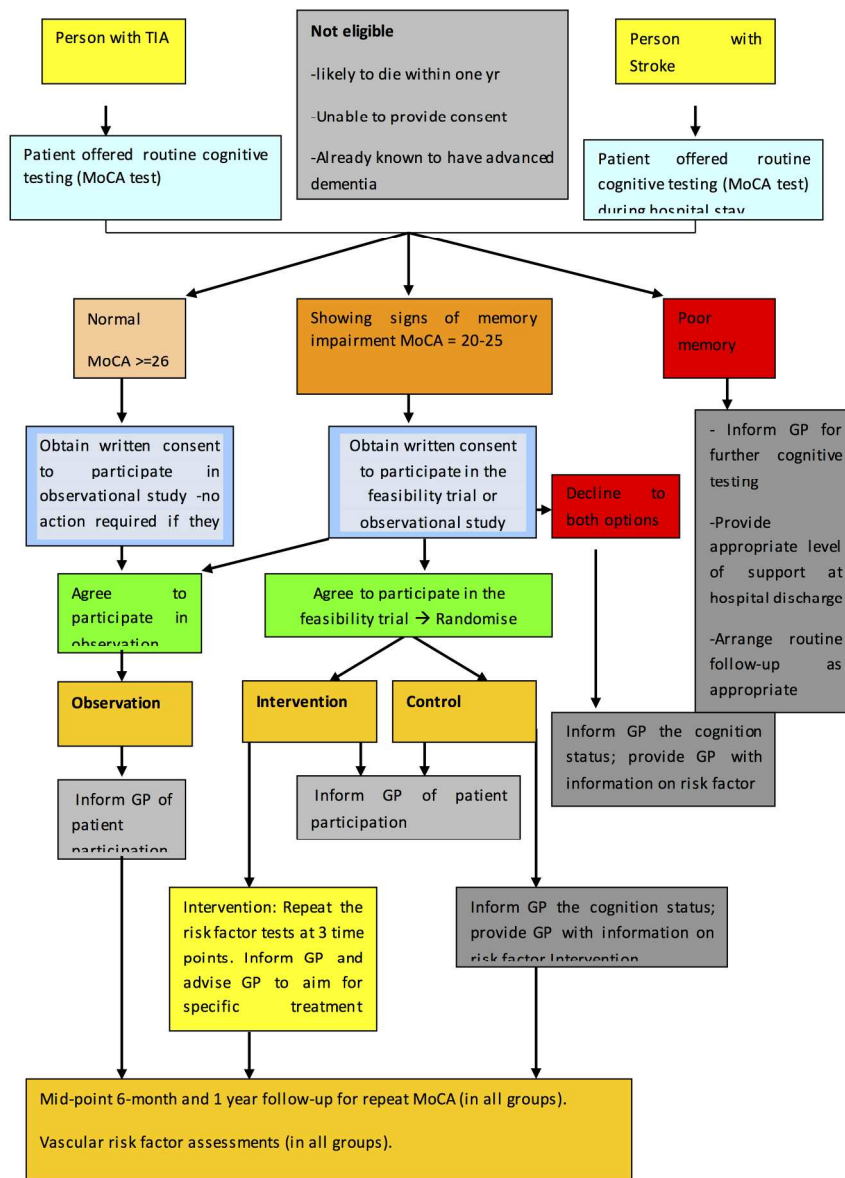 Person with TIA
Not eligible
-likely to die within one yr
-Unable to provide consent
-Already known to have advanced
dementia
Person with
Stroke
Patient offered routine cognitive
testing (MoCA test)
Patient offered routine
cognitive testing (MoCA test)
during hospital stay
Normal
MoCA >=26
Showing signs of memory
impairment MoCA = 20-25
Poor
memory
Obtain written consent
to participate in
observational study -no
action required if they
Obtain written consent
to participate in the
feasibility trial or
observational study
Decline to
both options
- Inform GP for
further cognitive
testing
-Provide
appropriate level
of support at
hospital discharge
-Arrange routine
follow-up as
appropriate
Agree to
participate in
observation
Agree to participate in the
feasibility trial → Randomise
Observation
Intervention
Control
Inform GP the cognition
status; provide GP with
information on risk factor
Inform GP of
patient
participation
Inform GP of patient
participation
Intervention: Repeat the
risk factor tests at 3 time
points. Inform GP and
advise GP to aim for
specific treatment
Inform GP the cognition status;
provide GP with information on
risk factor Intervention
Mid-point 6-month and 1 year follow-up for repeat MoCA (in all groups).
Vascular risk factor assessments (in all groups).